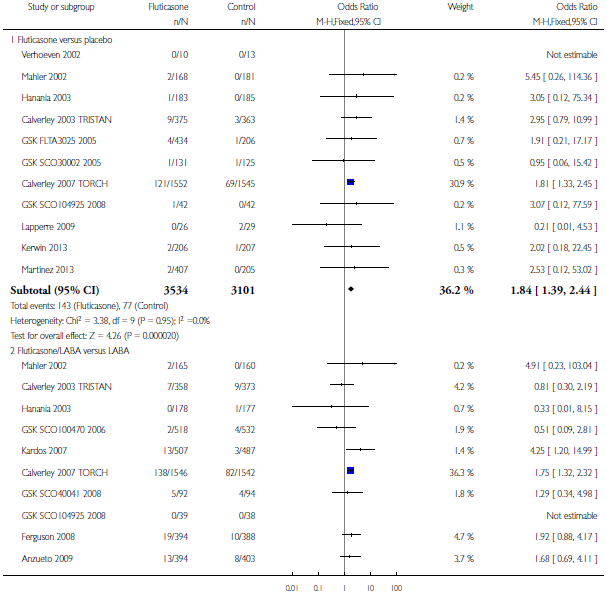 Study or subgroup Fluticasone Control Odds Ratio Weight Odds Ratio
n/N n/N M-H,Fixed,95% CI M-H,Fixed,95% CI
1 Fluticasone versus placebo
Verhoeven 2002 0/10 0/13 Not estimable
Mahler 2002 2/168 0/181 0.2 % 5.45 [ 0.26, 114.36 ]
Hanania 2003 1/183 0/185 0.2 % 3.05 [ 0.12, 75.34 ]
Calverley 2003 TRISTAN 9/375 3/363 1.4 % 2.95 [ 0.79, 10.99 ]
GSK FLTA3025 2005 4/434 1/206 0.7 % 1.91 [ 0.21, 17.17 ]
GSK SCO30002 2005 1/131 1/125 0.5 % 0.95 [ 0.06, 15.42 ]
Calverley 2007 TORCH 121/1552 69/1545 30.9 % 1.81 [ 1.33, 2.45 ]
GSK SCO104925 2008 1/42 0/42 0.2 % 3.07 [ 0.12, 77.59 ]
Lapperre 2009 0/26 2/29 1.1 % 0.21 [ 0.01, 4.53 ]
Kerwin 2013 2/206 1/207 0.5 % 2.02 [ 0.18, 22.45 ]
Martinez 2013 2/407 0/205 0.3 % 2.53 [ 0.12, 53.02 ]
Subtotal (95% CI) 3534 3101 36.2 % 1.84 [ 1.39, 2.44 ]
Total events: 143 (Fluticasone), 77 (Control)
Heterogeneity: Chi² = 3.38, df = 9 (P = 0.95); I² =0.0%
Test for overall effect: Z = 4.26 (P = 0.000020)
2 Fluticasone/LABA versus LABA
Mahler 2002 2/165 0/160 0.2 % 4.91 [ 0.23, 103.04 ]
Calverley 2003 TRISTAN 7/358 9/373 4.2 % 0.81 [ 0.30, 2.19 ]
Hanania 2003 0/178 1/177 0.7 % 0.33 [ 0.01, 8.15 ]
GSK SCO100470 2006 2/518 4/532 1.9 % 0.51 [ 0.09, 2.81 ]
Kardos 2007 13/507 3/487 1.4 % 4.25 [ 1.20, 14.99 ]
Calverley 2007 TORCH 138/1546 82/1542 36.3 % 1.75 [ 1.32, 2.32 ]
GSK SCO40041 2008 5/92 4/94 1.8 % 1.29 [ 0.34, 4.98 ]
GSK SCO104925 2008 0/39 0/38 Not estimable
Ferguson 2008 19/394 10/388 4.7 % 1.92 [ 0.88, 4.17 ]
Anzueto 2009 13/394 8/403 3.7 % 1.68 [ 0.69, 4.11 ]
0.01 0.1 1 10 100